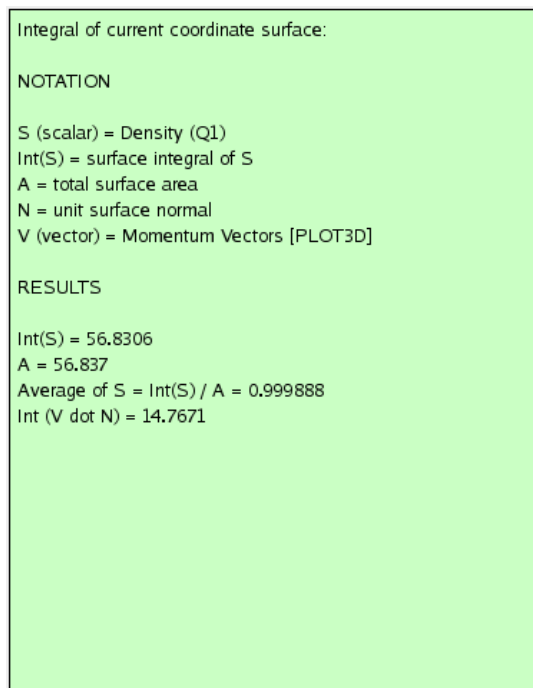 Integral of current coordinate surface:
NOTATION
S (scalar) = Density (Q1)
Int(S) = surface integral of S
A = total surface area
N = unit surface normal
V (vector) = Momentum Vectors [PLOT3D]
RESULTS
Int(S) = 56.8306
A = 56.837
Average of S = Int(S) / A = 0.999888
Int (V dot N) = 14.7671